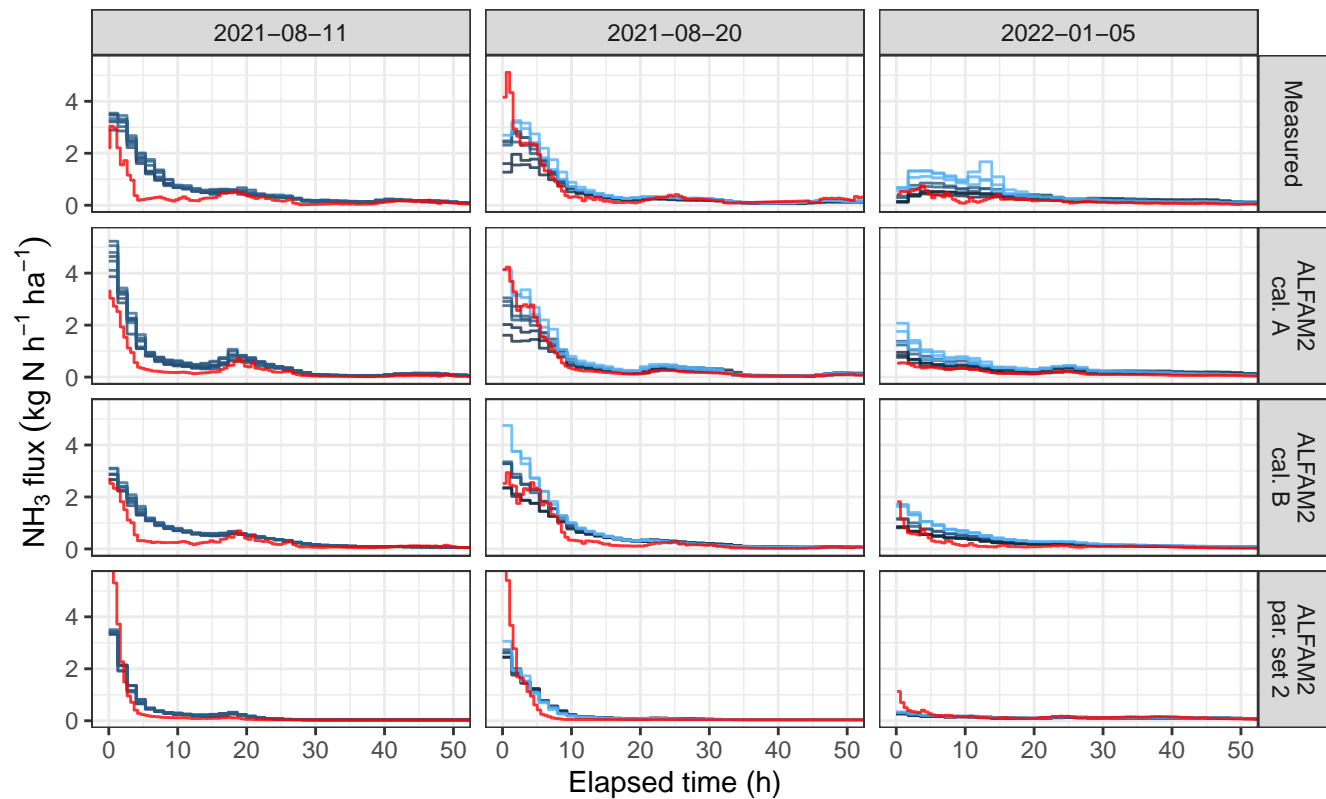 2021−08−11 2021−08−20 2022−01−05
NH₃ flux (kg N h⁻¹ ha⁻¹)
4
2
0
Measured
4
2
0
ALFAM2
cal. A
4
2
0
ALFAM2
cal. B
4
2
0
ALFAM2
par. set 2
0 10 20 30 40 50 0 10 20 30 40 50 0 10 20 30 40 50
Elapsed time (h)